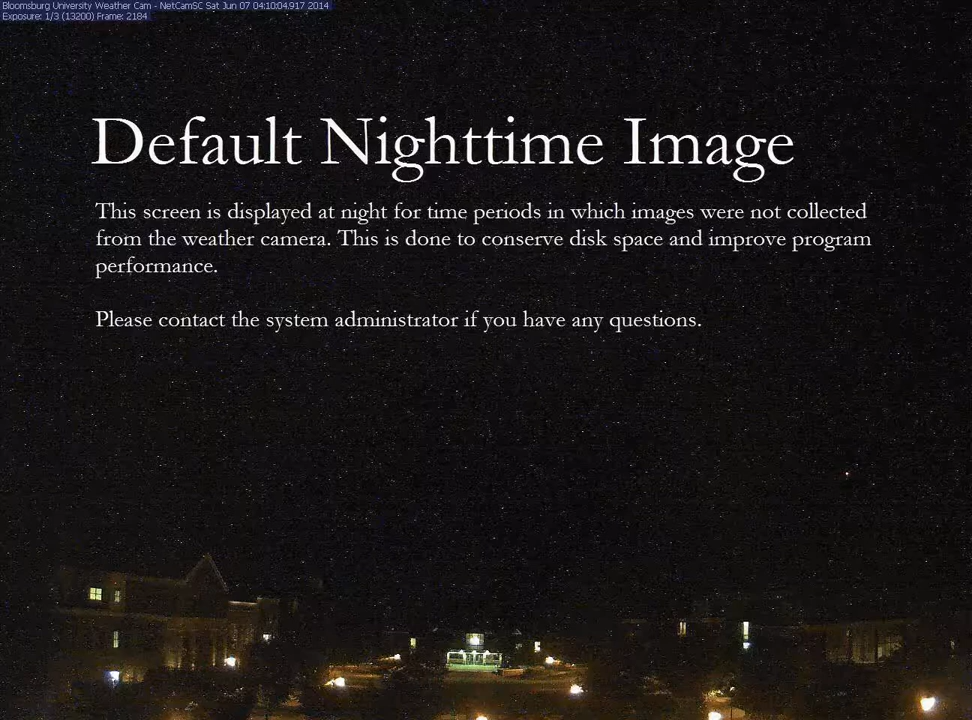 Bloomsburg University Weather Cam - NetCamSC Sat Jun 07 04:10:04.917 2014
Exposure: 1/3 (13200) Frame: 2184
Default Nighttime Image
This screen is displayed at night for time periods in which images were not collected
from the weather camera. This is done to conserve disk space and improve program
performance.
Please contact the system administrator if you have any questions.